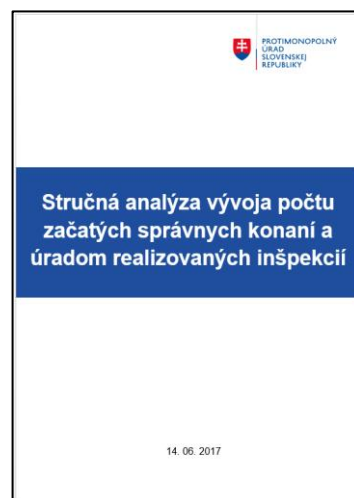 PROTIMONOPOLNÝ
ÚRAD
SLOVENSKEJ
REPUBLIKY
Stručná analýza vývoja počtu
začatých správnych konaní a
úradom realizovaných inšpekcií
14. 06. 2017